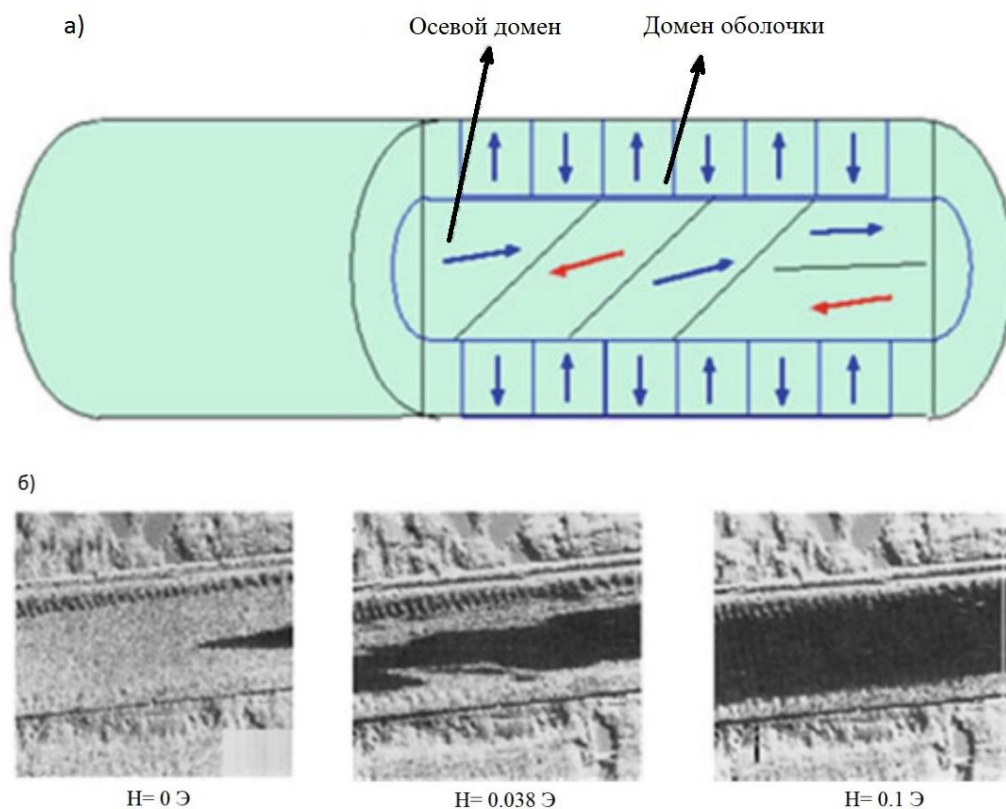 а)
Осевой домен
Домен оболочки
б)
H= 0 Э
H= 0.038 Э
H= 0.1 Э